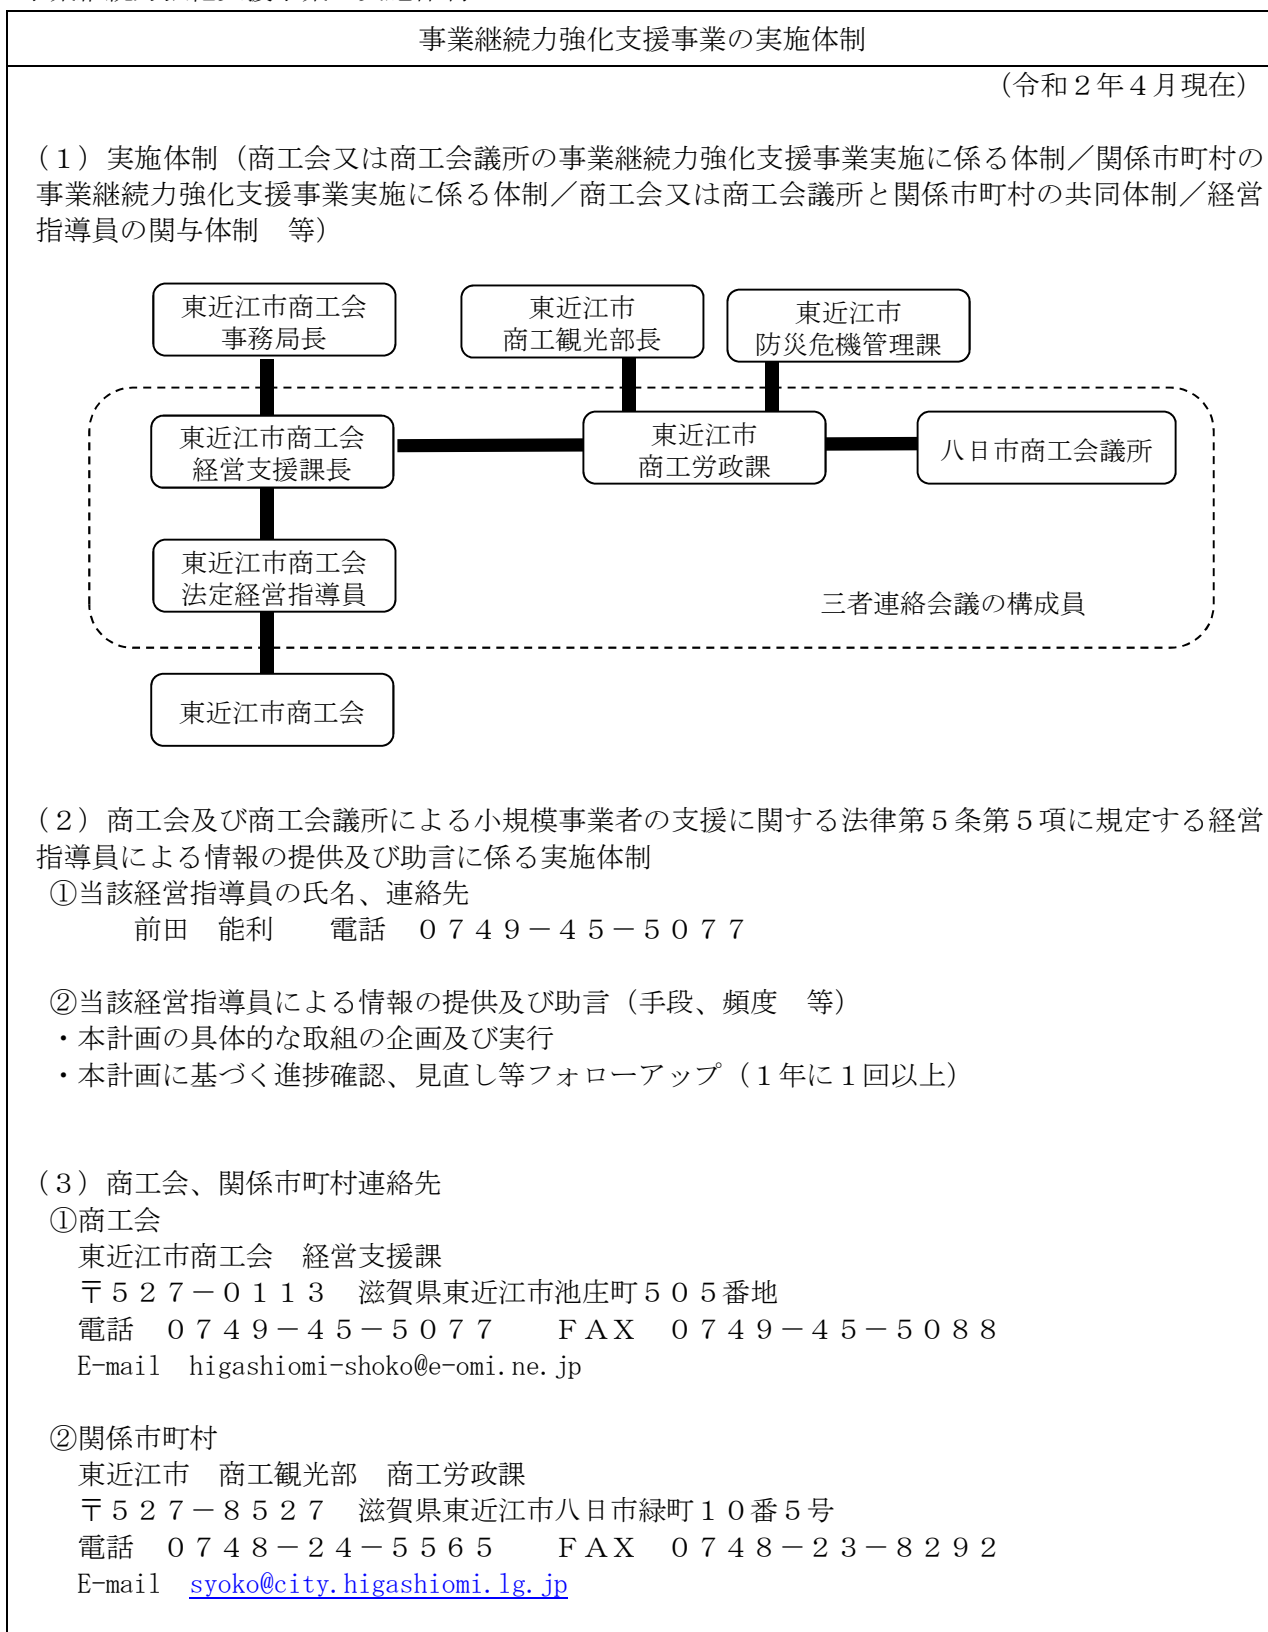 事業継続力強化支援事業の実施体制
（令和２年４月現在）
（１）実施体制（商工会又は商工会議所の事業継続力強化支援事業実施に係る体制／関係市町村の
事業継続力強化支援事業実施に係る体制／商工会又は商工会議所と関係市町村の共同体制／経営
指導員の関与体制　等）
東近江市商工会
事務局長
東近江市
商工観光部長
東近江市
防災危機管理課
東近江市商工会
経営支援課長
東近江市
商工労政課
八日市商工会議所
東近江市商工会
法定経営指導員
三者連絡会議の構成員
東近江市商工会
（２）商工会及び商工会議所による小規模事業者の支援に関する法律第５条第５項に規定する経営
指導員による情報の提供及び助言に係る実施体制
①当該経営指導員の氏名、連絡先
前田　能利　　電話　０７４９－４５－５０７７
②当該経営指導員による情報の提供及び助言（手段、頻度　等）
・本計画の具体的な取組の企画及び実行
・本計画に基づく進捗確認、見直し等フォローアップ（１年に１回以上）
（３）商工会、関係市町村連絡先
①商工会
東近江市商工会　経営支援課
〒５２７－０１１３　滋賀県東近江市池庄町５０５番地
電話　０７４９－４５－５０７７　　ＦＡＸ　０７４９－４５－５０８８
E-mail　higashiomi-shoko@e-omi.ne.jp
②関係市町村
東近江市　商工観光部　商工労政課
〒５２７－８５２７　滋賀県東近江市八日市緑町１０番５号
電話　０７４８－２４－５５６５　　ＦＡＸ　０７４８－２３－８２９２
E-mail　syoko@city.higashiomi.lg.jp